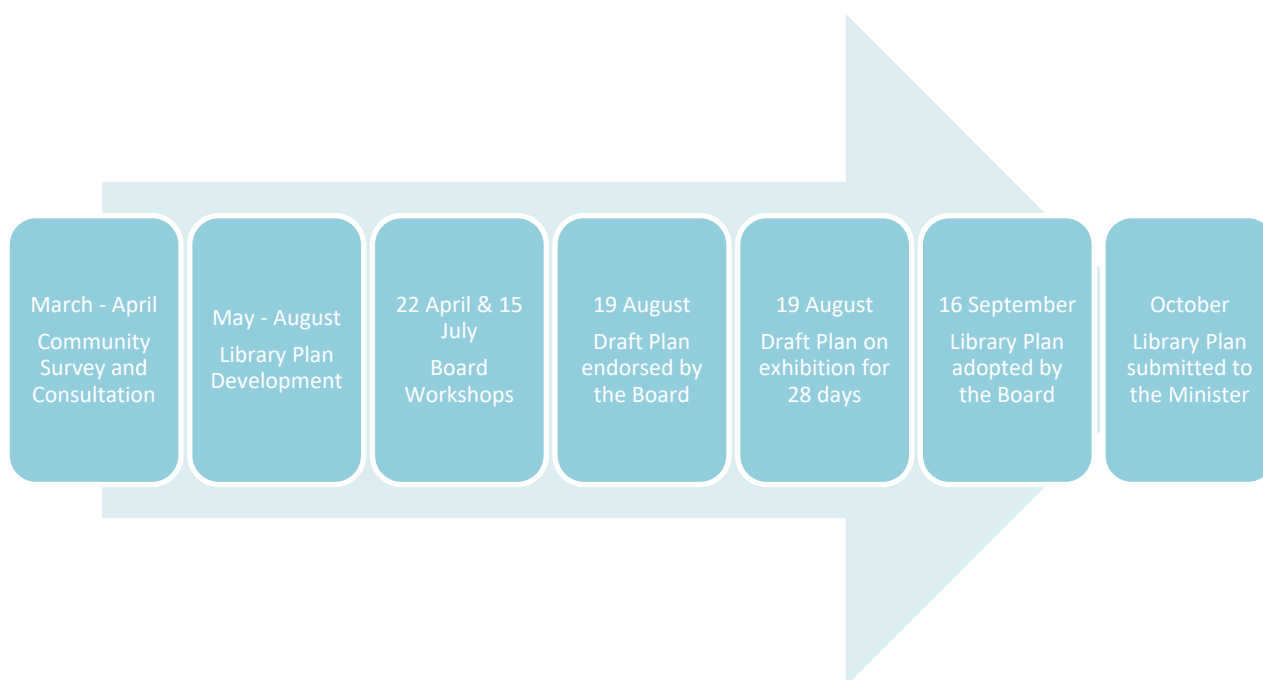 March - April
Community
Survey and
Consultation
May - August
Library Plan
Development
22 April & 15
July
Board
Workshops
19 August
Draft Plan
endorsed by
the Board
19 August
Draft Plan on
exhibition for
28 days
16 September
Library Plan
adopted by
the Board
October
Library Plan
submitted to
the Minister